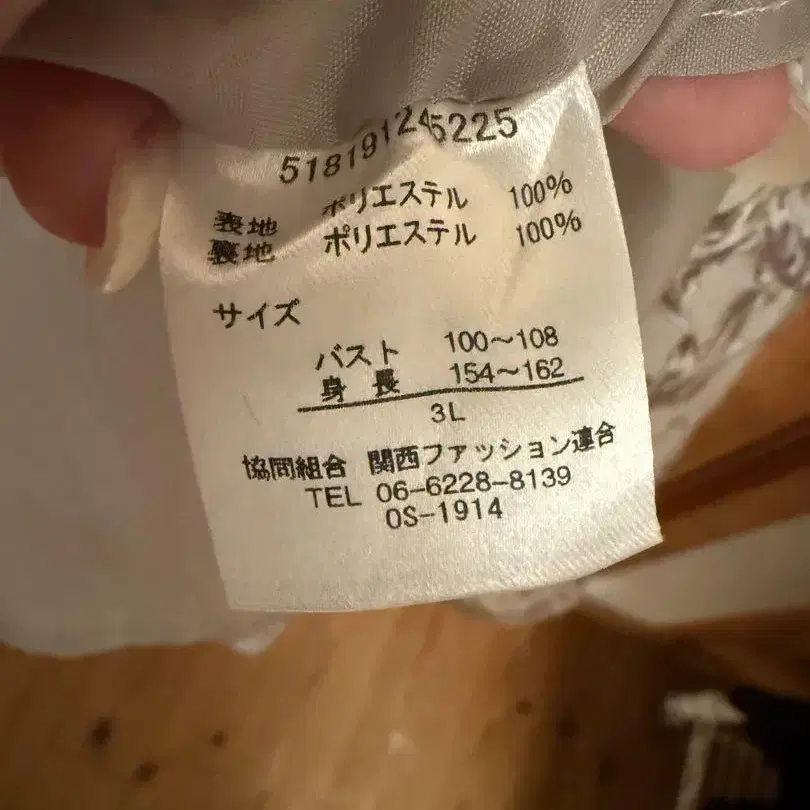 518191245225
表地 ポリエステル 100%
裏地 ポリエステル 100%
サイズ
バスト 100～108
身長 154～162
3L
協同組合 関西ファッション連合
TEL 06-6228-8139
OS-1914